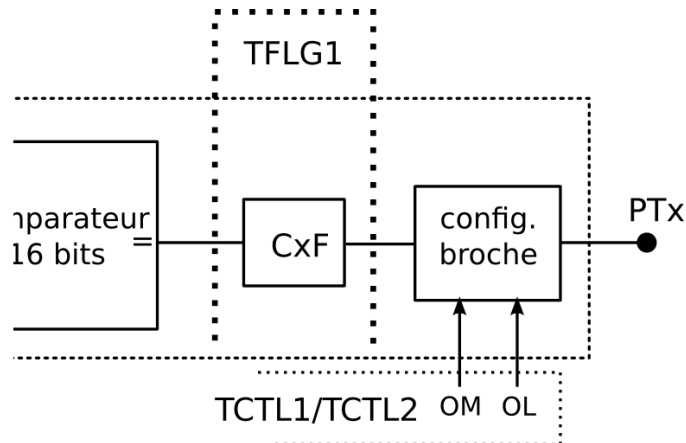 TFLG1
PTx
mparateur
16 bits
=
CxF
config.
broche
TCTL1/TCTL2
OM
OL